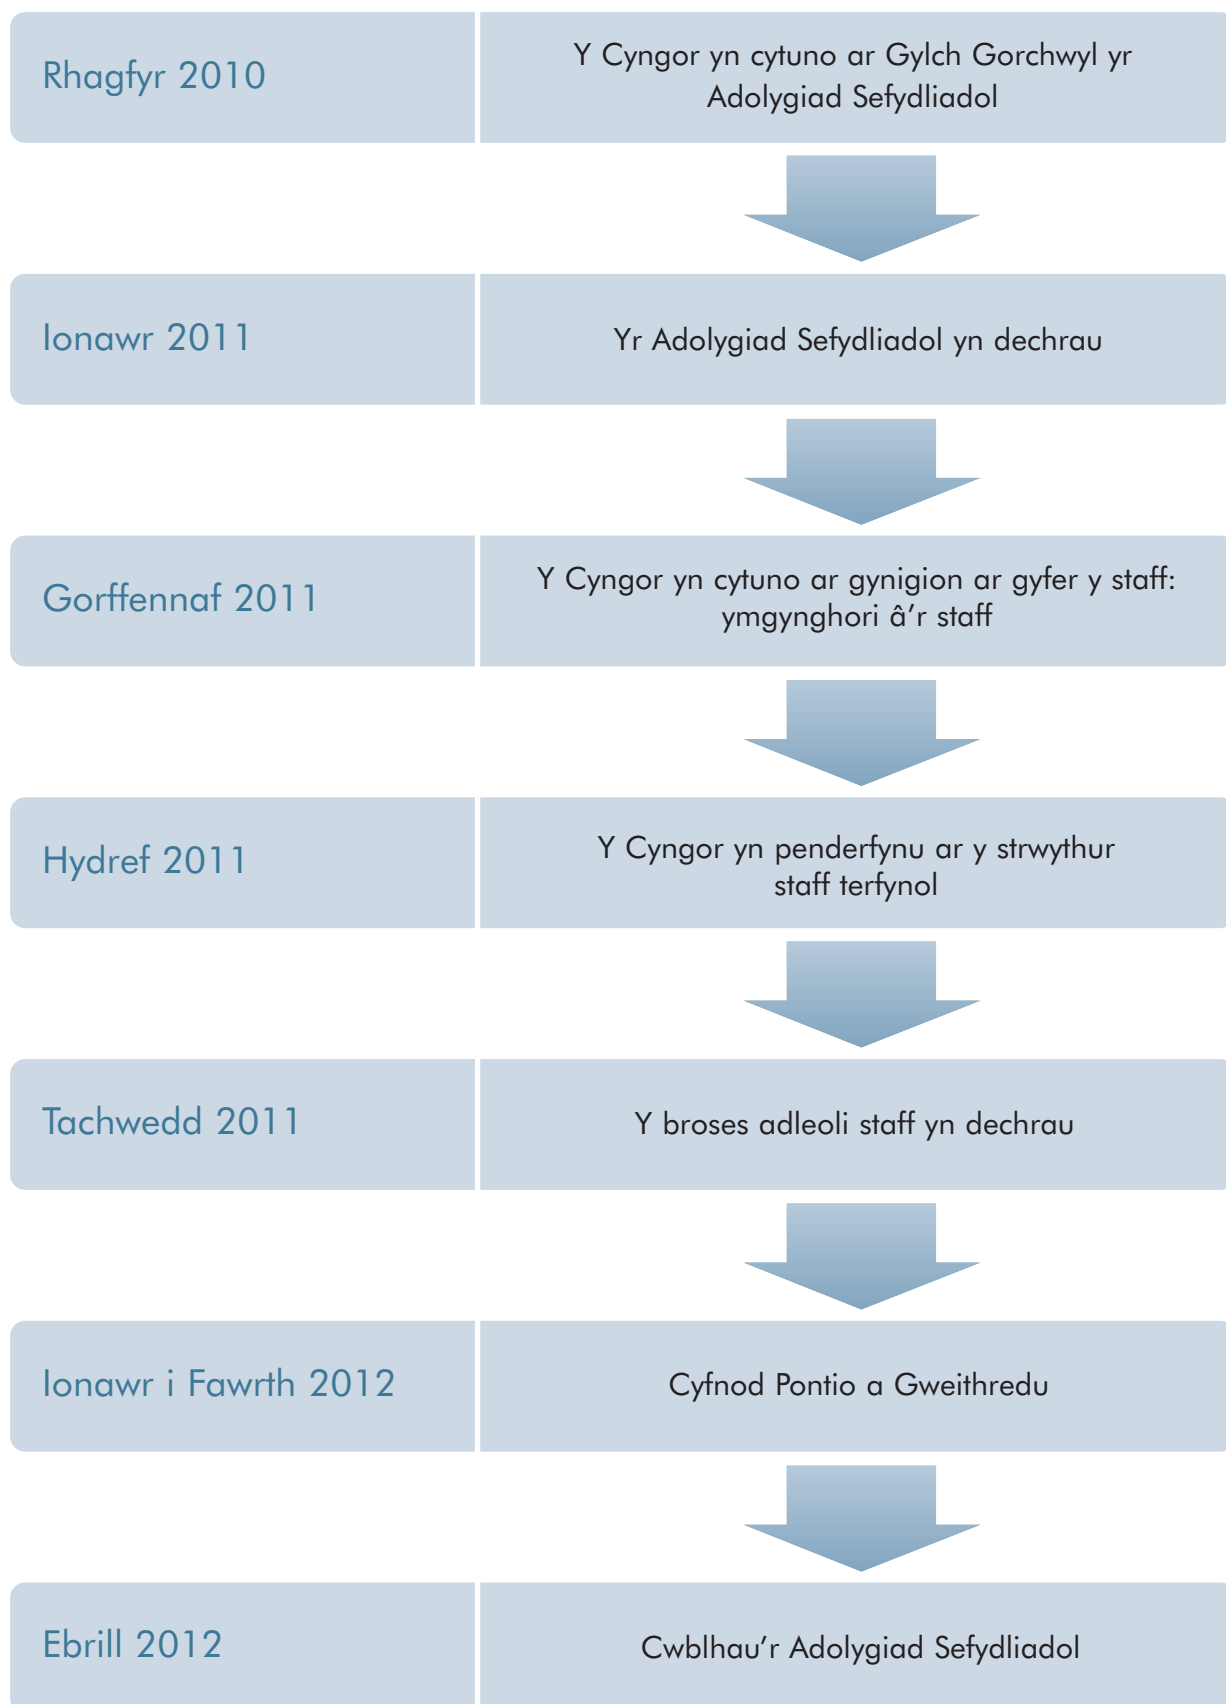 Rhagfyr 2010
Y Cyngor yn cytuno ar Gylch Gorchwyl yr
Adolygiad Sefydliadol
Ionawr 2011
Yr Adolygiad Sefydliadol yn dechrau
Gorffennaf 2011
Y Cyngor yn cytuno ar gynigion ar gyfer y staff:
ymgynghori â’r staff
Hydref 2011
Y Cyngor yn penderfynu ar y strwythur
staff terfynol
Tachwedd 2011
Y broses adleoli staff yn dechrau
Ionawr i Fawrth 2012
Cyfnod Pontio a Gweithredu
Ebrill 2012
Cwblhau’r Adolygiad Sefydliadol